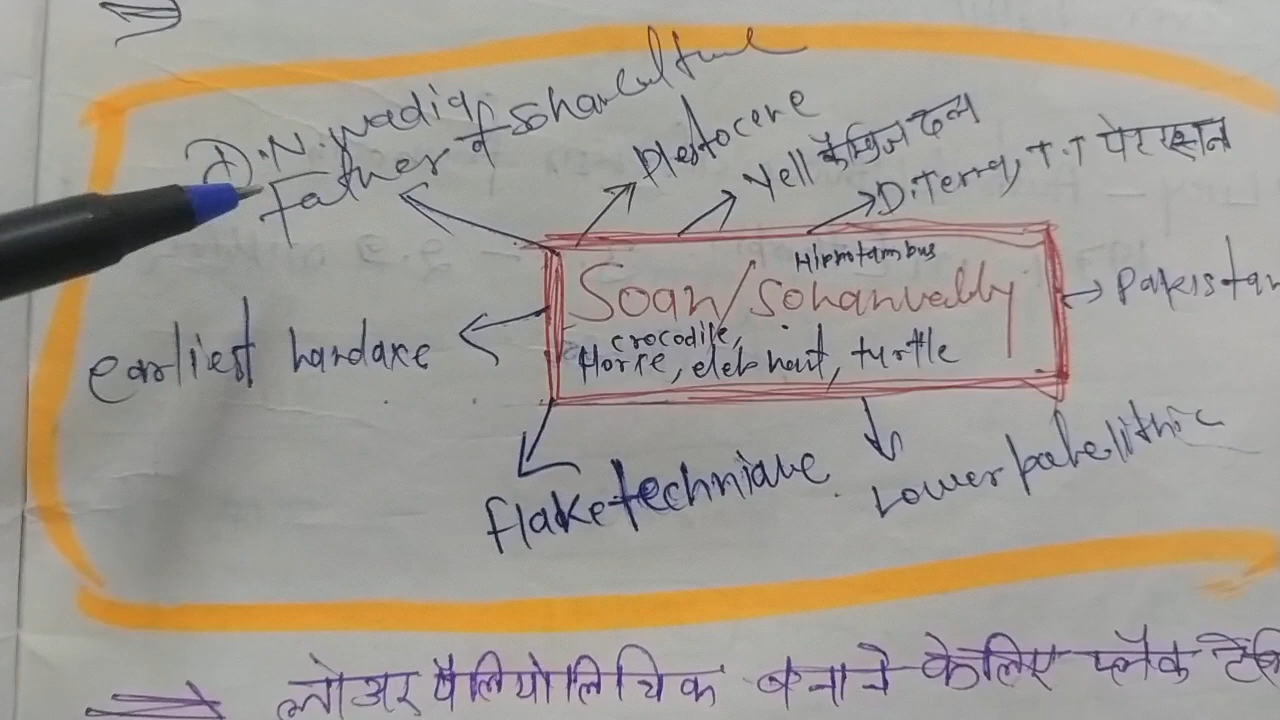 D.N. Wadia
Father of Sohanculture
Pleistocene
Yell कैम्ब्रिज दल
D.Terra, T.T पेटरसन
Hippotambus
Soan/Sohanvally
crocodile,
Horse, elephant, turtle
→ Pakistan
earliest handaxe
flake technique
Lower paleolithic
→ लोअर पैलियोलिथिक बनाने के लिए फ्लैक